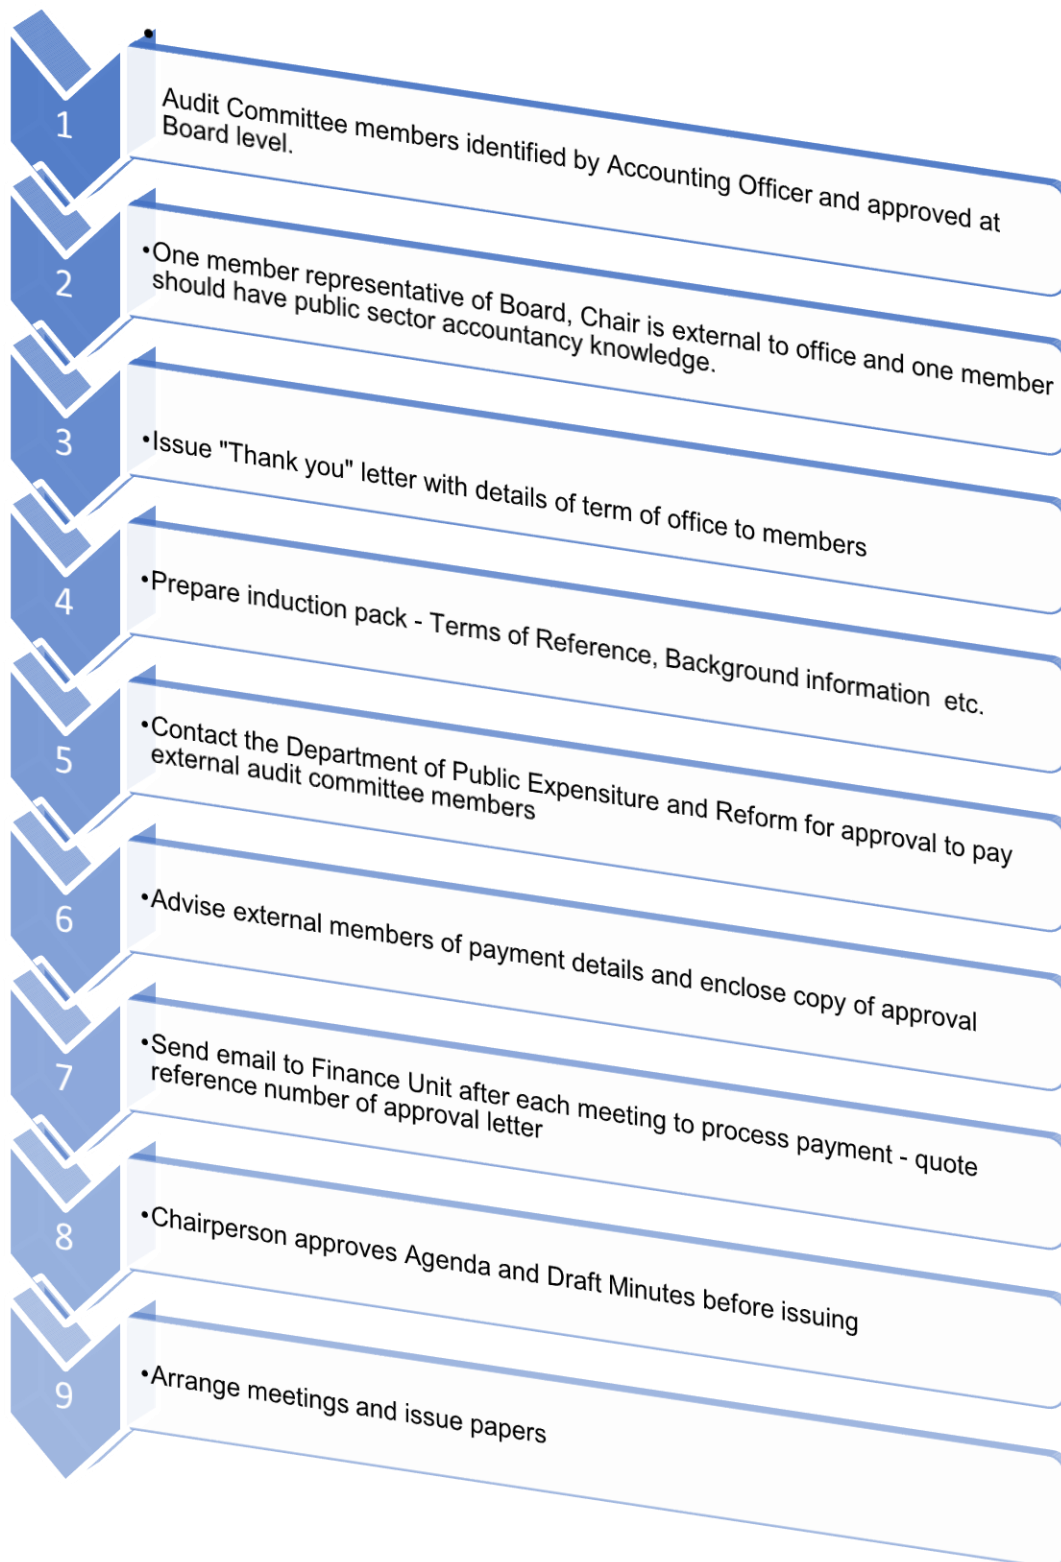 •
1
Audit Committee members identified by Accounting Officer and approved at
Board level.
2
•One member representative of Board, Chair is external to office and one member
should have public sector accountancy knowledge.
3
•Issue "Thank you" letter with details of term of office to members
4
•Prepare induction pack - Terms of Reference, Background information  etc.
5
•Contact the Department of Public Expensiture and Reform for approval to pay
external audit committee members
6
•Advise external members of payment details and enclose copy of approval
7
•Send email to Finance Unit after each meeting to process payment - quote
reference number of approval letter
8
•Chairperson approves Agenda and Draft Minutes before issuing
9
•Arrange meetings and issue papers